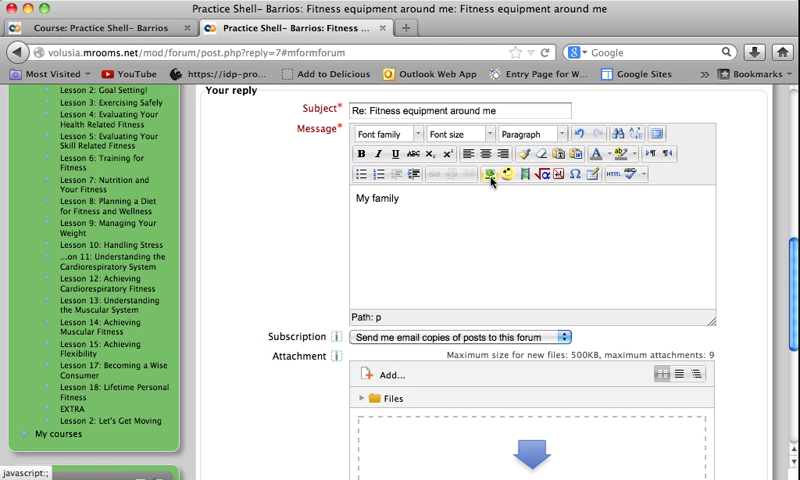 Practice Shell- Barrios: Fitness equipment around me: Fitness equipment around me
Course: Practice Shell- Barrios
Practice Shell- Barrios: Fitness ...
volusia.mrooms.net/mod/forum/post.php?reply=7#mformforum
Google
Most Visited
YouTube
https://idp-pro...
Add to Delicious
Outlook Web App
Entry Page for W...
Google Sites
Bookmarks
Lesson 2: Goal Setting!
Lesson 3: Exercising Safely
Lesson 4: Evaluating Your
Health Related Fitness
Lesson 5: Evaluating Your
Skill Related Fitness
Lesson 6: Training for
Fitness
Lesson 7: Nutrition and
Your Fitness
Lesson 8: Planning a Diet
for Fitness and Wellness
Lesson 9: Managing Your
Weight
Lesson 10: Handling Stress
...on 11: Understanding the
Cardiorespiratory System
Lesson 12: Achieving
Cardiorespiratory Fitness
Lesson 13: Understanding
the Muscular System
Lesson 14: Achieving
Muscular Fitness
Lesson 15: Achieving
Flexibility
Lesson 17: Becoming a Wise
Consumer
Lesson 18: Lifetime Personal
Fitness
EXTRA
Lesson 2: Let's Get Moving
My courses
javascript:;
Your reply
Subject*
Re: Fitness equipment around me
Message*
Font family
Font size
Paragraph
B I U ABC x₂ x²
HTML
ABC
My family
Path: p
Subscription
Send me email copies of posts to this forum
Attachment
Maximum size for new files: 500KB, maximum attachments: 9
Add...
Files